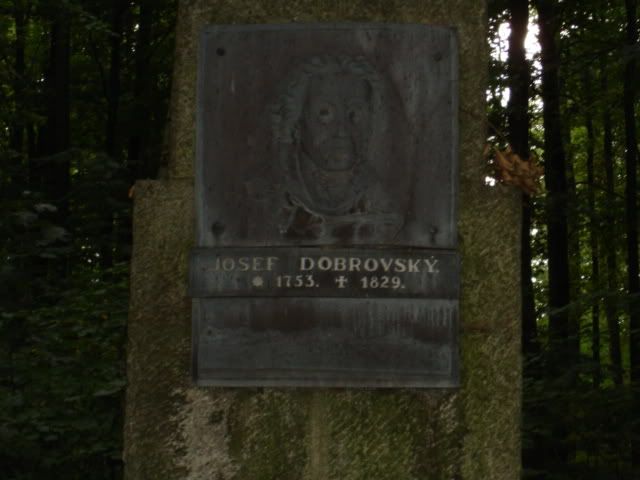 JOSEF DOBROVSKÝ.
* 1753. ✝ 1829.